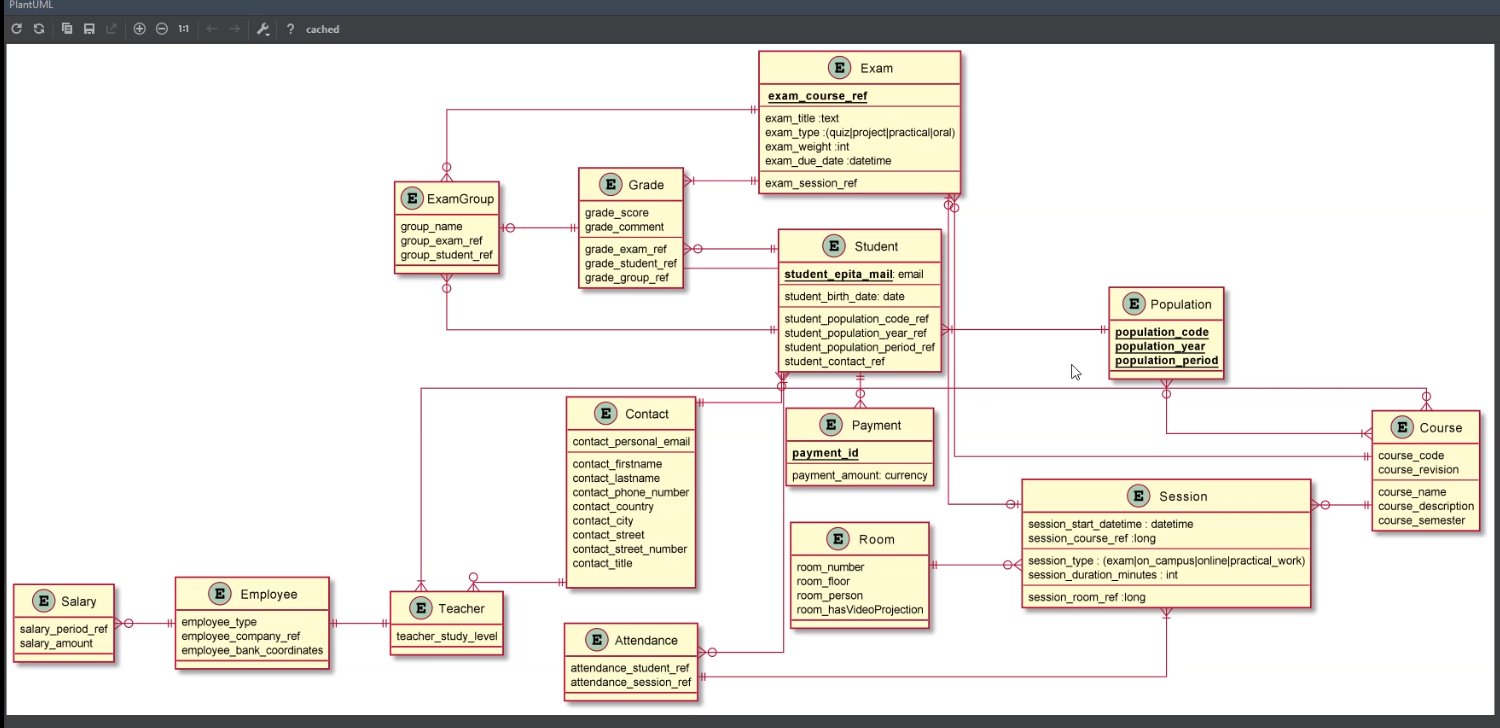 PlantUML
1:1
?
cached
E Exam
exam_course_ref
exam_title :text
exam_type :(quiz|project|practical|oral)
exam_weight :int
exam_due_date :datetime
exam_session_ref
E ExamGroup
group_name
group_exam_ref
group_student_ref
E Grade
grade_score
grade_comment
grade_exam_ref
grade_student_ref
grade_group_ref
E Student
student_epita_mail: email
student_birth_date: date
student_population_code_ref
student_population_year_ref
student_population_period_ref
student_contact_ref
E Population
population_code
population_year
population_period
E Contact
contact_personal_email
contact_firstname
contact_lastname
contact_phone_number
contact_country
contact_city
contact_street
contact_street_number
contact_title
E Payment
payment_id
payment_amount: currency
E Course
course_code
course_revision
course_name
course_description
course_semester
E Session
session_start_datetime : datetime
session_course_ref :long
session_type : (exam|on_campus|online|practical_work)
session_duration_minutes : int
session_room_ref :long
E Room
room_number
room_floor
room_person
room_hasVideoProjection
E Salary
salary_period_ref
salary_amount
E Employee
employee_type
employee_company_ref
employee_bank_coordinates
E Teacher
teacher_study_level
E Attendance
attendance_student_ref
attendance_session_ref